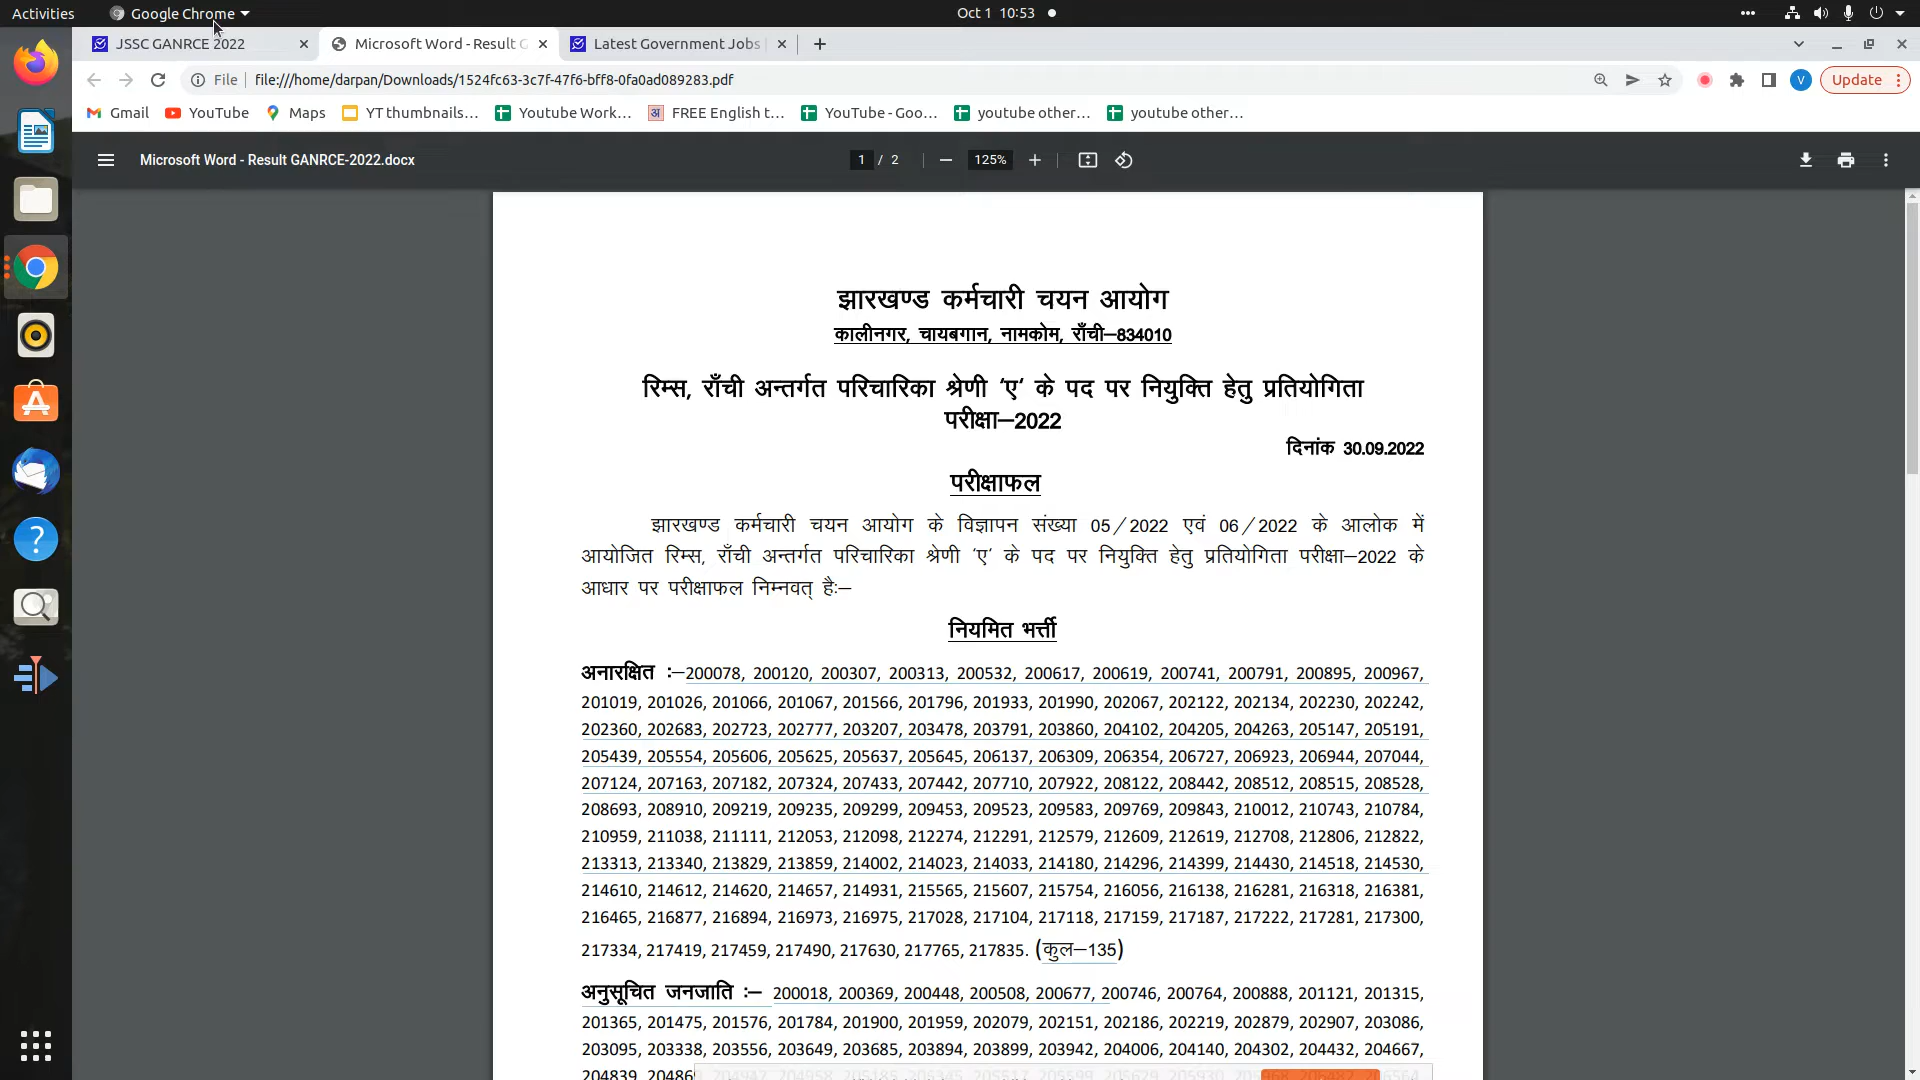 Activities Google Chrome Oct 1 10:53
JSSC GANRCE 2022 Microsoft Word - Result G Latest Government Jobs
File file:///home/darpan/Downloads/1524fc63-3c7f-47f6-bff8-0fa0ad089283.pdf V Update
Gmail YouTube Maps YT thumbnails... Youtube Work... FREE English t... YouTube - Goo... youtube other... youtube other...
Microsoft Word - Result GANRCE-2022.docx 1 / 2 125%
झारखण्ड कर्मचारी चयन आयोग
कालीनगर, चायबगान, नामकोम, राँची—834010
रिम्स, राँची अन्तर्गत परिचारिका श्रेणी ‘ए’ के पद पर नियुक्ति हेतु प्रतियोगिता
परीक्षा—2022
दिनांक 30.09.2022
परीक्षाफल
झारखण्ड कर्मचारी चयन आयोग के विज्ञापन संख्या 05/2022 एवं 06/2022 के आलोक में
आयोजित रिम्स, राँची अन्तर्गत परिचारिका श्रेणी ‘ए’ के पद पर नियुक्ति हेतु प्रतियोगिता परीक्षा—2022 के
आधार पर परीक्षाफल निम्नवत् है:—
नियमित भर्त्ती
अनारक्षित :—200078, 200120, 200307, 200313, 200532, 200617, 200619, 200741, 200791, 200895, 200967,
201019, 201026, 201066, 201067, 201566, 201796, 201933, 201990, 202067, 202122, 202134, 202230, 202242,
202360, 202683, 202723, 202777, 203207, 203478, 203791, 203860, 204102, 204205, 204263, 205147, 205191,
205439, 205554, 205606, 205625, 205637, 205645, 206137, 206309, 206354, 206727, 206923, 206944, 207044,
207124, 207163, 207182, 207324, 207433, 207442, 207710, 207922, 208122, 208442, 208512, 208515, 208528,
208693, 208910, 209219, 209235, 209299, 209453, 209523, 209583, 209769, 209843, 210012, 210743, 210784,
210959, 211038, 211111, 212053, 212098, 212274, 212291, 212579, 212609, 212619, 212708, 212806, 212822,
213313, 213340, 213829, 213859, 214002, 214023, 214033, 214180, 214296, 214399, 214430, 214518, 214530,
214610, 214612, 214620, 214657, 214931, 215565, 215607, 215754, 216056, 216138, 216281, 216318, 216381,
216465, 216877, 216894, 216973, 216975, 217028, 217104, 217118, 217159, 217187, 217222, 217281, 217300,
217334, 217419, 217459, 217490, 217630, 217765, 217835. (कुल—135)
अनुसूचित जनजाति :— 200018, 200369, 200448, 200508, 200677, 200746, 200764, 200888, 201121, 201315,
201365, 201475, 201576, 201784, 201900, 201959, 202079, 202151, 202186, 202219, 202879, 202907, 203086,
203095, 203338, 203556, 203649, 203685, 203894, 203899, 203942, 204006, 204140, 204302, 204432, 204667,
204839,